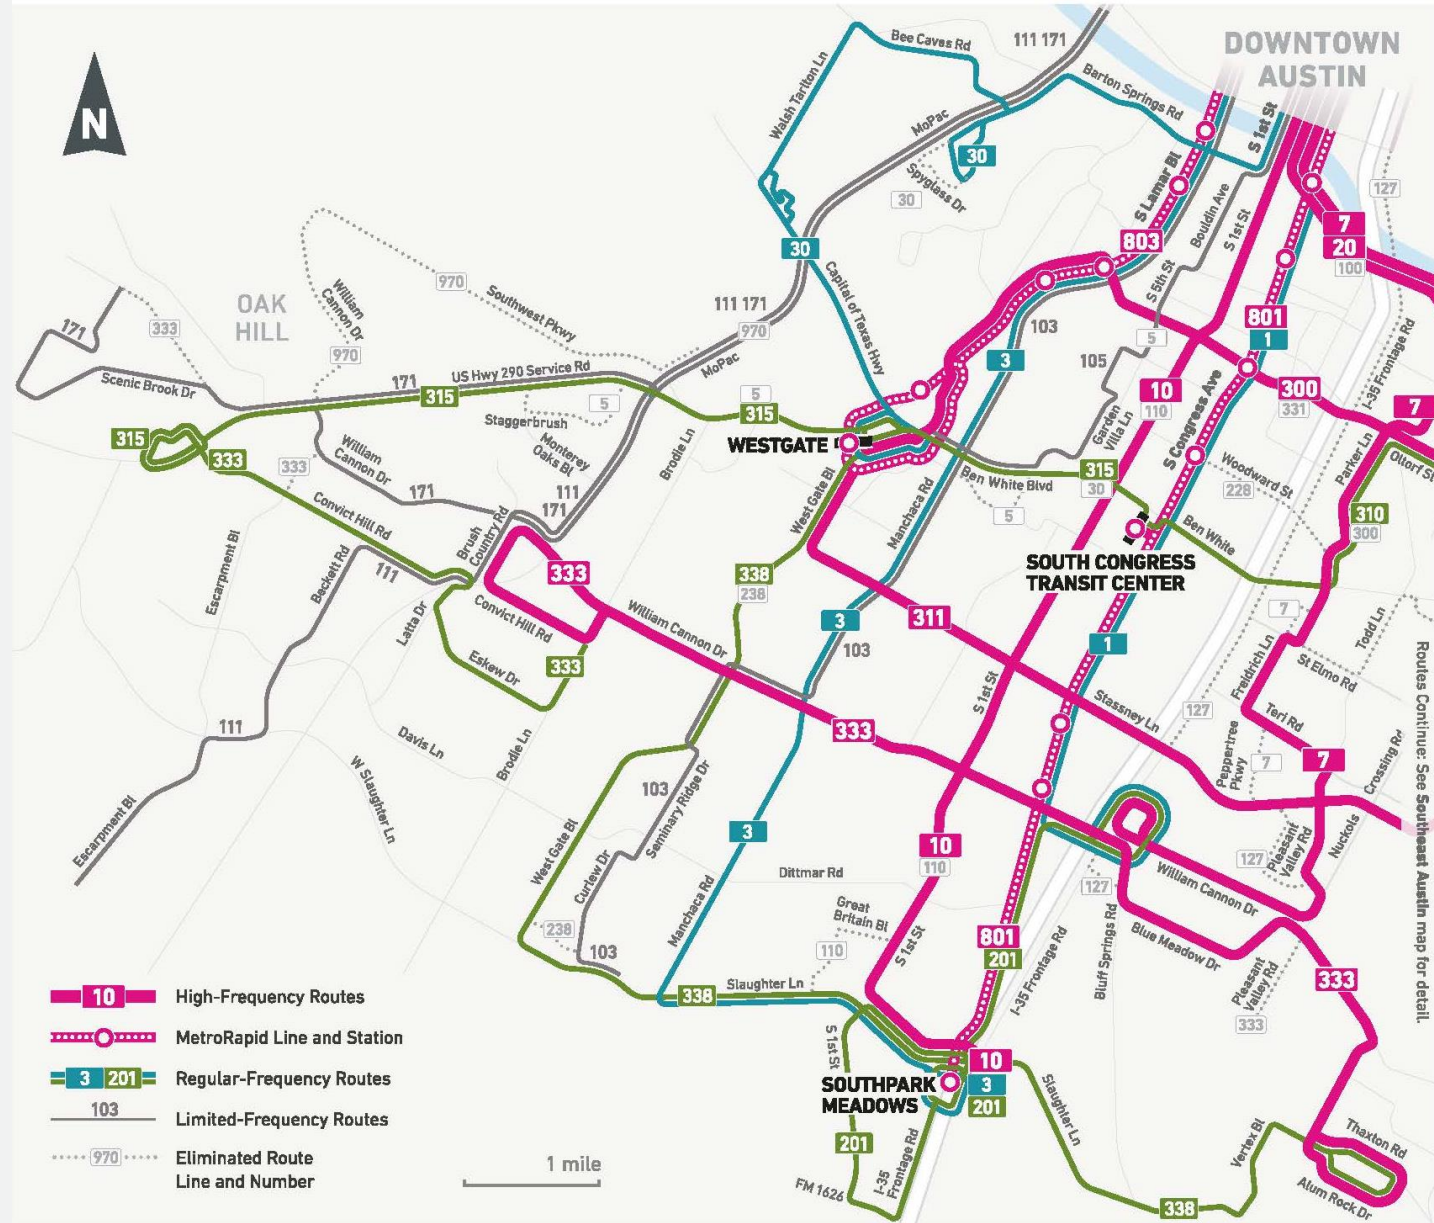 DOWNTOWN
AUSTIN
N
Bee Caves Rd
111 171
Walsh Tarlton Ln
Barton Springs Rd
S 1st St
MoPac
30
Spyglass Dr
30
S Lamar Bl
Bouldin Ave
S 1st St
127
7
20
100
803
30
Capital of Texas Hwy
S 5th St
OAK
HILL
William
Cannon Dr
970
Southwest Pkwy
111 171
970
MoPac
171
333
970
103
801
1
5
105
3
I-35 Frontage Rd
Scenic Brook Dr
171
US Hwy 290 Service Rd
315
5
Staggerbrush
5
315
10
110
300
331
7
Garden
Villa Ln
S Congress Ave
315
333
William
Cannon Dr
Monterey
Oaks Bl
Brodie Ln
WESTGATE
333
171
111
171
West Gate Bl
Manchaca Rd
Ben White Blvd
315
30
5
Woodward St
228
Parker Ln
Oltorf St
310
300
Ben White
SOUTH CONGRESS
TRANSIT CENTER
Convict Hill Rd
Brush
Country Rd
Escarpment Bl
Beckett Rd
111
333
338
238
Latta Dr
Convict Hill Rd
William Cannon Dr
3
103
311
1
7
Todd Ln
Freidrich Ln
St Elmo Rd
Eskew Dr
333
S 1st St
Stassney Ln
127
Teri Rd
111
Davis Ln
Brodie Ln
333
Peppertree
Pkwy
7
7
Crossing Rd
W Slaughter Ln
103
Seminary Ridge Dr
3
Escarpment Bl
West Gate Bl
Curlew Dr
10
110
Dittmar Rd
127
Pleasant
Valley Rd
Nuckols
127
William Cannon Dr
Manchaca Rd
Great
Britain Bl
110
S 1st St
801
201
I-35 Frontage Rd
Bluff Springs Rd
Blue Meadow Dr
Pleasant
Valley Rd
333
333
238
103
338
Slaughter Ln
S 1st St
10
3
201
SOUTHPARK
MEADOWS
201
I-35
Frontage Rd
FM 1626
Slaughter Ln
Vertex Bl
338
Thaxton Rd
Alum Rock Dr
Routes Continue: See Southeast Austin map for detail.
10
High-Frequency Routes
MetroRapid Line and Station
3 201
Regular-Frequency Routes
103
Limited-Frequency Routes
970
Eliminated Route
Line and Number
1 mile